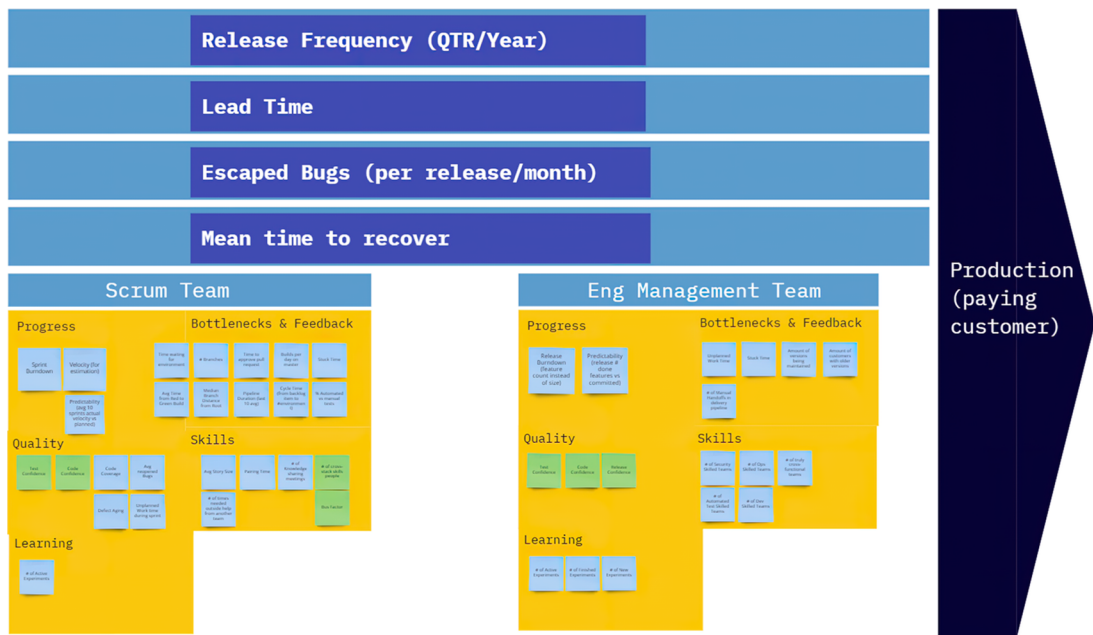 Release Frequency (QTR/Year)
Lead Time
Escaped Bugs (per release/month)
Mean time to recover
Production
(paying
customer)
Scrum Team
Progress
Sprint
Burndown
Velocity (for
estimation)
Predictability
(avg 10
sprints actual
velocity vs
planned)
Bottlenecks & Feedback
Time waiting
for
environment
# Branches
Time to
approve pull
request
Builds per
day on
master
Stuck Time
Avg Time
from Red to
Green Build
Median
Branch
Distance
from
Pipeline
Duration (last
10 avg)
Cycle Time
(from backlog
item to
% Automated
vs manual
tests
Quality
Test
Confidence
Code
Confidence
Code
Coverage
Avg
Bugs
Defect Aging
Unplanned
Work time
during sprint
Skills
Avg Story Size
Pairing Time
# of
Knowledge
sharing
meetings
# of cross-
stack skills
people
# of times
needed
outside help
from another
team
Bus factor
Learning
# of Active
Experiments
Eng Management Team
Progress
Release
Burndown
(feature
count instead
of size)
Predictability
(release #
done
features vs
committed)
Bottlenecks & Feedback
Unplanned
Work Time
Stuck Time
Amount of
versions
being
maintained
Amount of
customers
with older
versions
# of Manual
Handoffs in
delivery
pipeline
Quality
Test
Confidence
Code
Confidence
Release
Confidence
Skills
# of Security
Skilled Teams
# of Ops
Skilled Teams
# of truly
cross
functional
teams
# of
Automated
Test Skilled
Teams
# of Dev
Skilled Teams
Learning
# of Active
Experiments
# of Finished
Experiments
# of New
Experiments